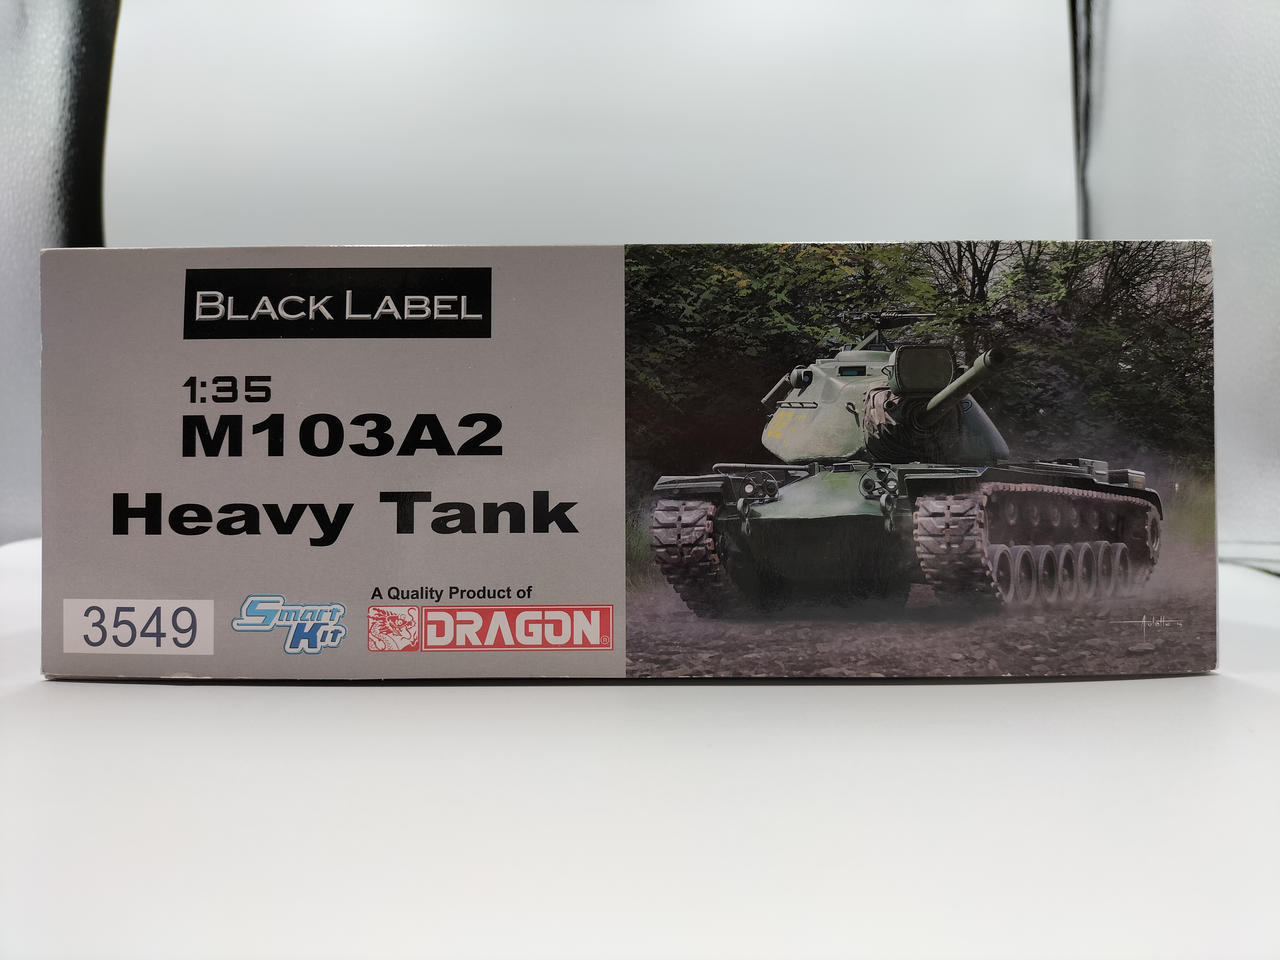 BLACK LABEL
1:35
M103A2
Heavy Tank
3549
Smart Kit
A Quality Product of
DRAGON®